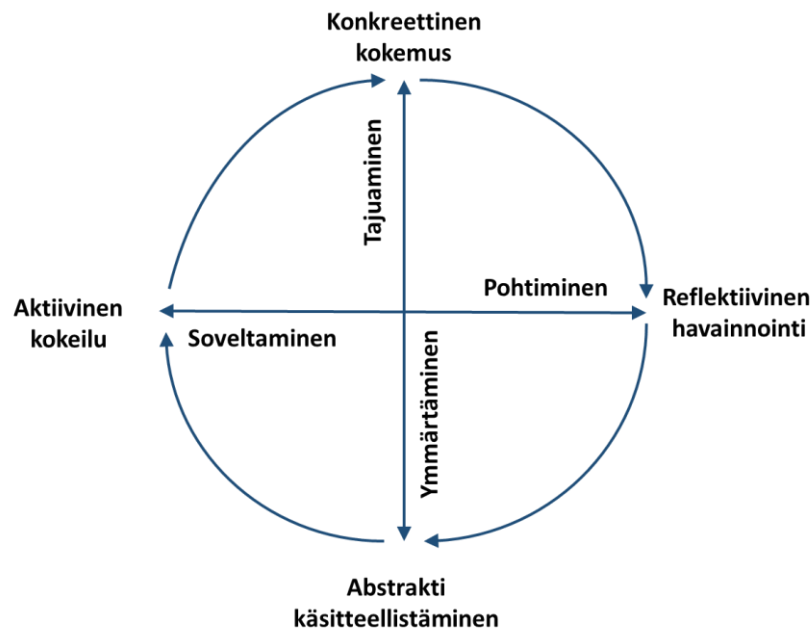 Konkreettinen
kokemus
Tajuaminen
Pohtiminen
Reflektiivinen
havainnointi
Aktiivinen
kokeilu
Soveltaminen
Ymmärtäminen
Abstrakti
käsitteellistäminen